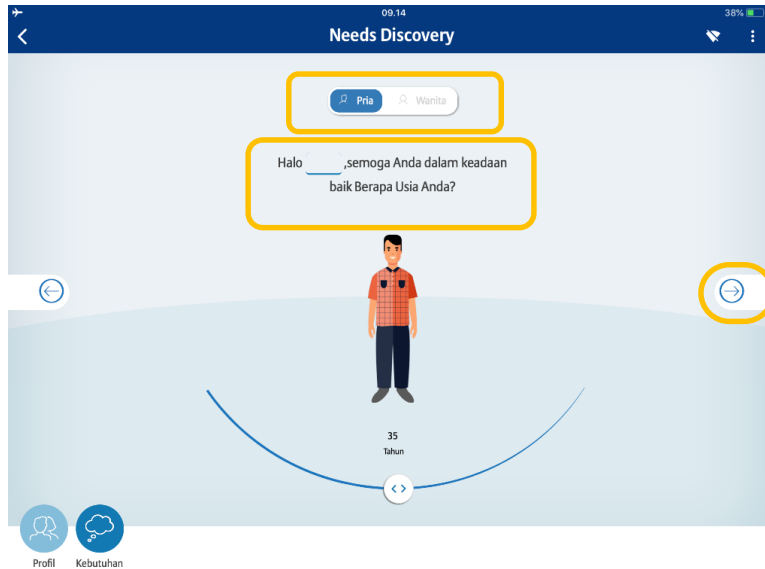 09.14
38%
Needs Discovery
Pria
Wanita
Halo ,semoga Anda dalam keadaan
baik Berapa Usia Anda?
35
Tahun
Profil
Kebutuhan